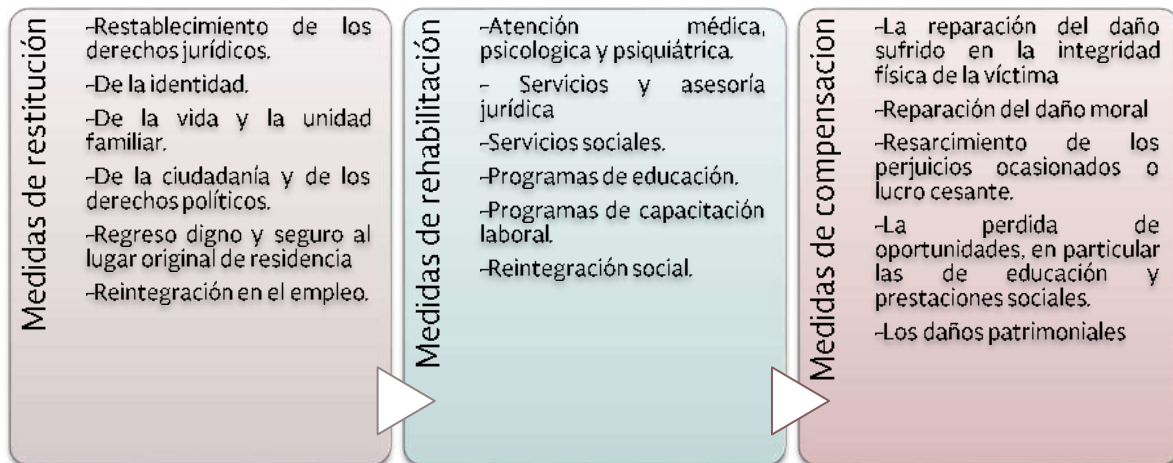 Medidas de restitución
-Restablecimiento de los
derechos jurídicos.
-De la identidad.
-De la vida y la unidad
familiar.
-De la ciudadanía y de los
derechos políticos.
-Regreso digno y seguro al
lugar original de residencia
-Reintegración en el empleo.
Medidas de rehabilitación
-Atención médica,
psicologica y psiquiátrica.
- Servicios y asesoría
jurídica
-Servicios sociales.
-Programas de educación.
-Programas de capacitación
laboral.
-Reintegración social.
Medidas de compensacion
-La reparación del daño
sufrido en la integridad
física de la víctima
-Reparación del daño moral
-Resarcimiento de los
perjuicios ocasionados o
lucro cesante.
-La perdida de
oportunidades, en particular
las de educación y
prestaciones sociales.
-Los daños patrimoniales